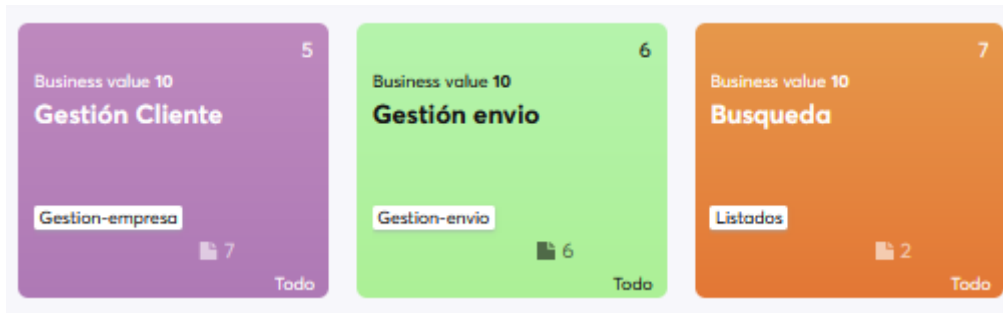 5
Business value 10
Gestión Cliente
Gestion-empresa
7
Todo
6
Business value 10
Gestión envio
Gestion-envio
6
Todo
7
Business value 10
Busqueda
Listados
2
Todo